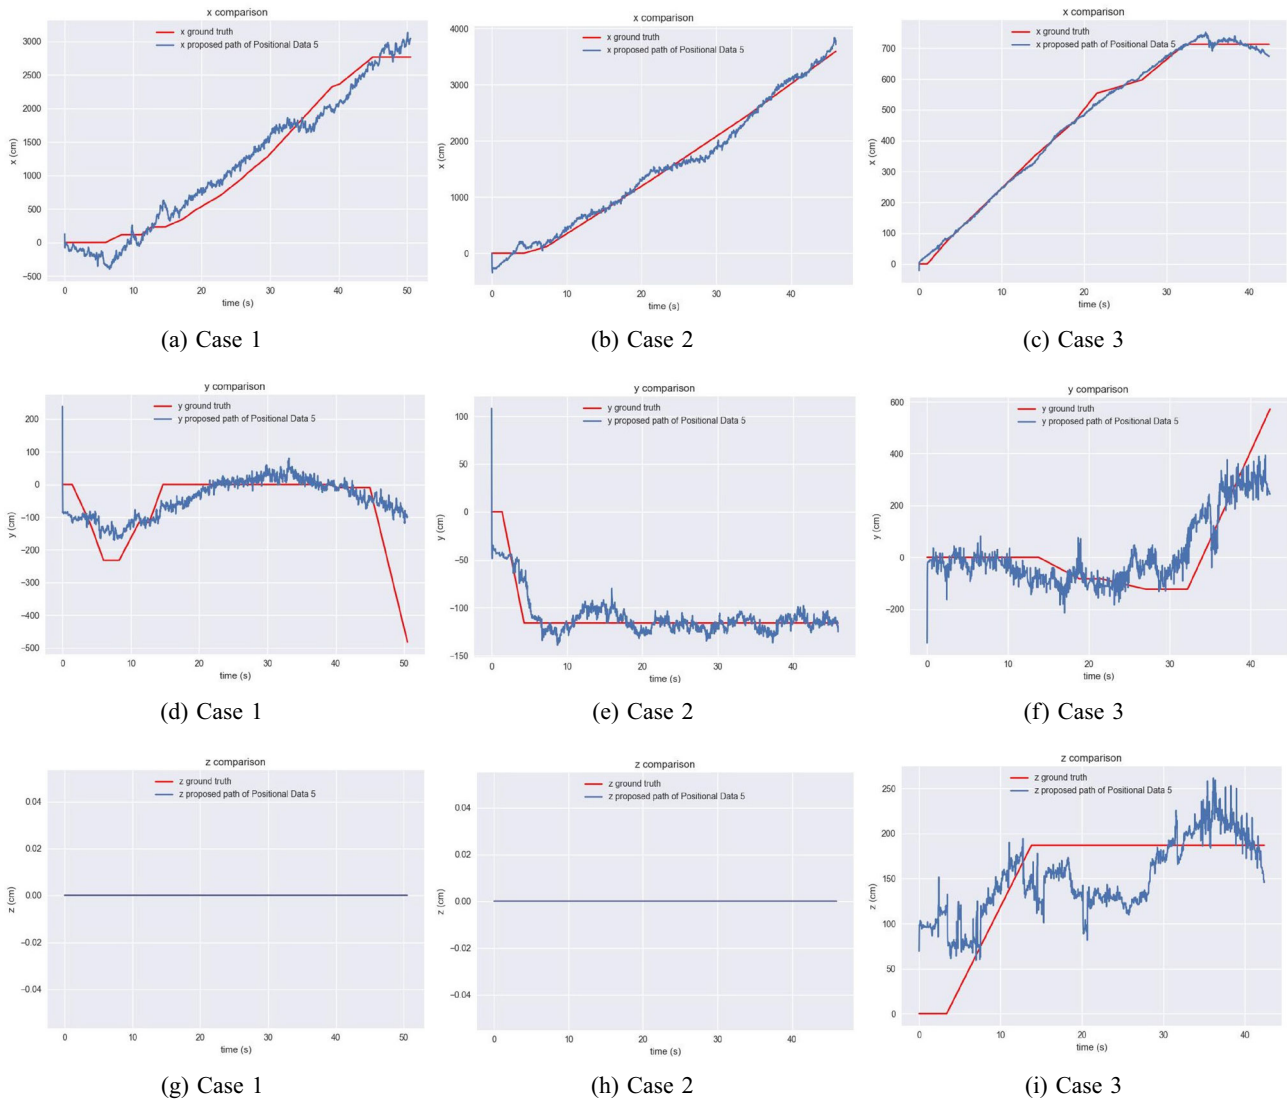 x comparison
x ground truth
x proposed path of Positional Data 5
x (cm)
3000
2500
2000
1500
1000
500
0
−500
0 10 20 30 40 50
time (s)
(a) Case 1
x comparison
x ground truth
x proposed path of Positional Data 5
x (cm)
4000
3000
2000
1000
0
0 10 20 30 40
time (s)
(b) Case 2
x comparison
x ground truth
x proposed path of Positional Data 5
x (cm)
700
600
500
400
300
200
100
0
0 10 20 30 40
time (s)
(c) Case 3
y comparison
y ground truth
y proposed path of Positional Data 5
y (cm)
200
100
0
−100
−200
−300
−400
−500
0 10 20 30 40 50
time (s)
(d) Case 1
y comparison
y ground truth
y proposed path of Positional Data 5
y (cm)
100
50
0
−50
−100
−150
0 10 20 30 40
time (s)
(e) Case 2
y comparison
y ground truth
y proposed path of Positional Data 5
y (cm)
600
400
200
0
−200
0 10 20 30 40
time (s)
(f) Case 3
z comparison
z ground truth
z proposed path of Positional Data 5
z (cm)
0.04
0.02
0.00
−0.02
−0.04
0 10 20 30 40 50
time (s)
(g) Case 1
z comparison
z ground truth
z proposed path of Positional Data 5
z (cm)
0.04
0.02
0.00
−0.02
−0.04
0 10 20 30 40
time (s)
(h) Case 2
z comparison
z ground truth
z proposed path of Positional Data 5
z (cm)
250
200
150
100
50
0
0 10 20 30 40
time (s)
(i) Case 3